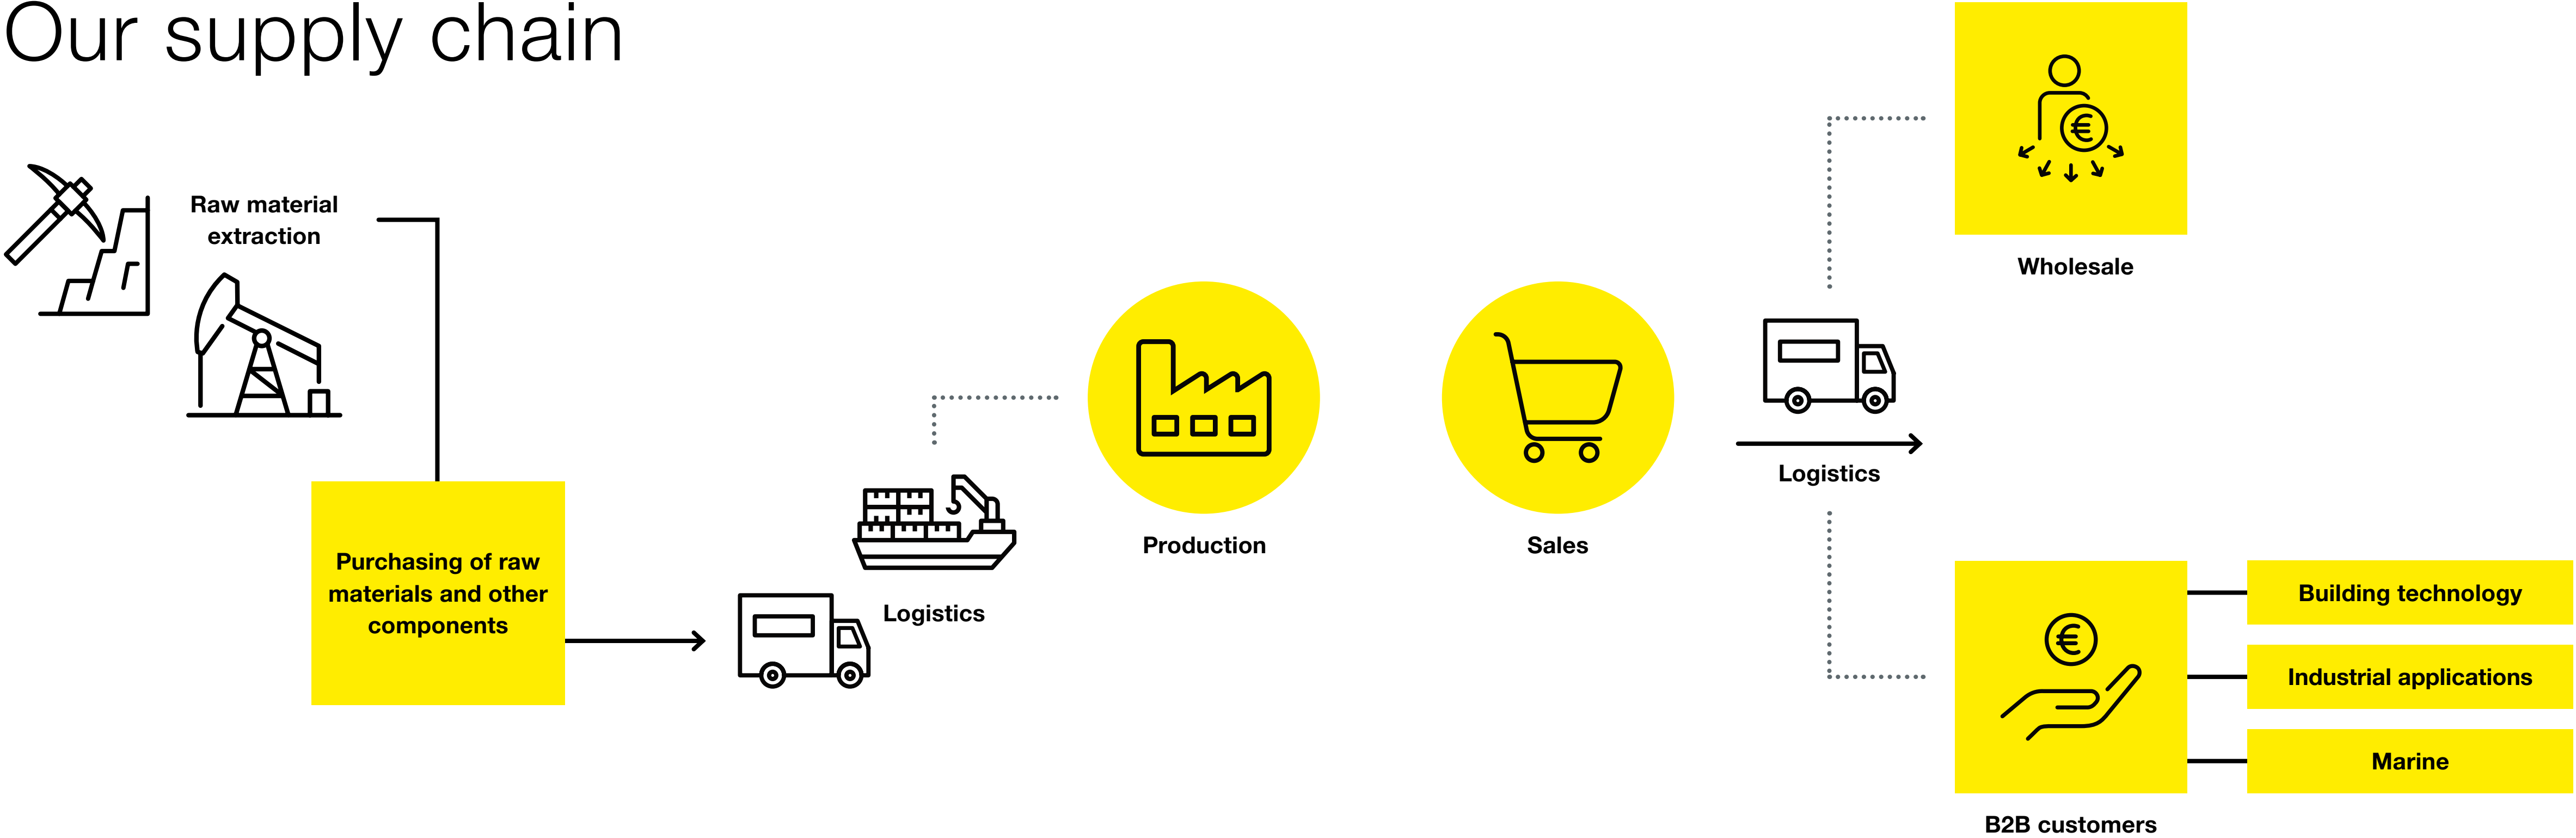 Our supply chain
Raw material
extraction
Purchasing of raw
materials and other
components
Logistics
Production
Sales
Logistics
€
Wholesale
€
B2B customers
Building technology
Industrial applications
Marine